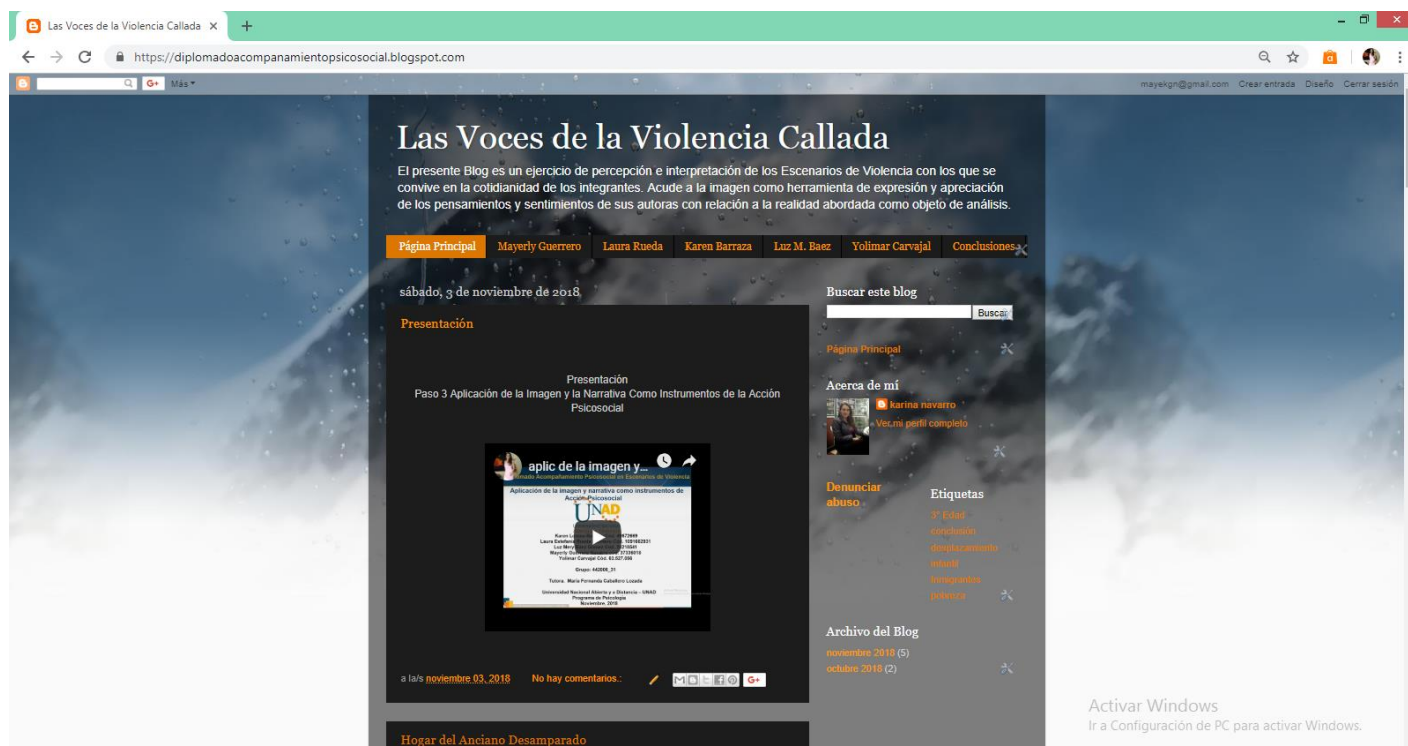 Las Voces de la Violencia Callada
https://diplomadoacompanamientopsicosocial.blogspot.com
G+ Más
mayekgn@gmail.com Crear entrada Diseño Cerrar sesión
Las Voces de la Violencia Callada
El presente Blog es un ejercicio de percepción e interpretación de los Escenarios de Violencia con los que se
convive en la cotidianidad de los integrantes. Acude a la imagen como herramienta de expresión y apreciación
de los pensamientos y sentimientos de sus autoras con relación a la realidad abordada como objeto de análisis.
Página Principal Mayerly Guerrero Laura Rueda Karen Barraza Luz M. Baez Yolimar Carvajal Conclusiones
sábado, 3 de noviembre de 2018
Presentación
Presentación
Paso 3 Aplicación de la Imagen y la Narrativa Como Instrumentos de la Acción
Psicosocial
aplic de la imagen y...
Acompañamiento Psicosocial en Escenarios de Violencia
Aplicación de la imagen y narrativa como instrumentos de
Acción Psicosocial
UNAD
Tutora. Maria Fernanda Caballero Lozada
Universidad Nacional Abierta y a Distancia – UNAD
Programa de Psicología
Noviembre, 2018
a la/s noviembre 03, 2018 No hay comentarios.:
G+
Hogar del Anciano Desamparado
Buscar este blog
Buscar
Página Principal
Acerca de mí
karina navarro
Ver mi perfil completo
Denunciar
abuso
Etiquetas
3° Edad
conclusión
desplazamiento
infantil
inmigrantes
pobreza
Archivo del Blog
noviembre 2018 (5)
octubre 2018 (2)
Activar Windows
Ir a Configuración de PC para activar Windows.